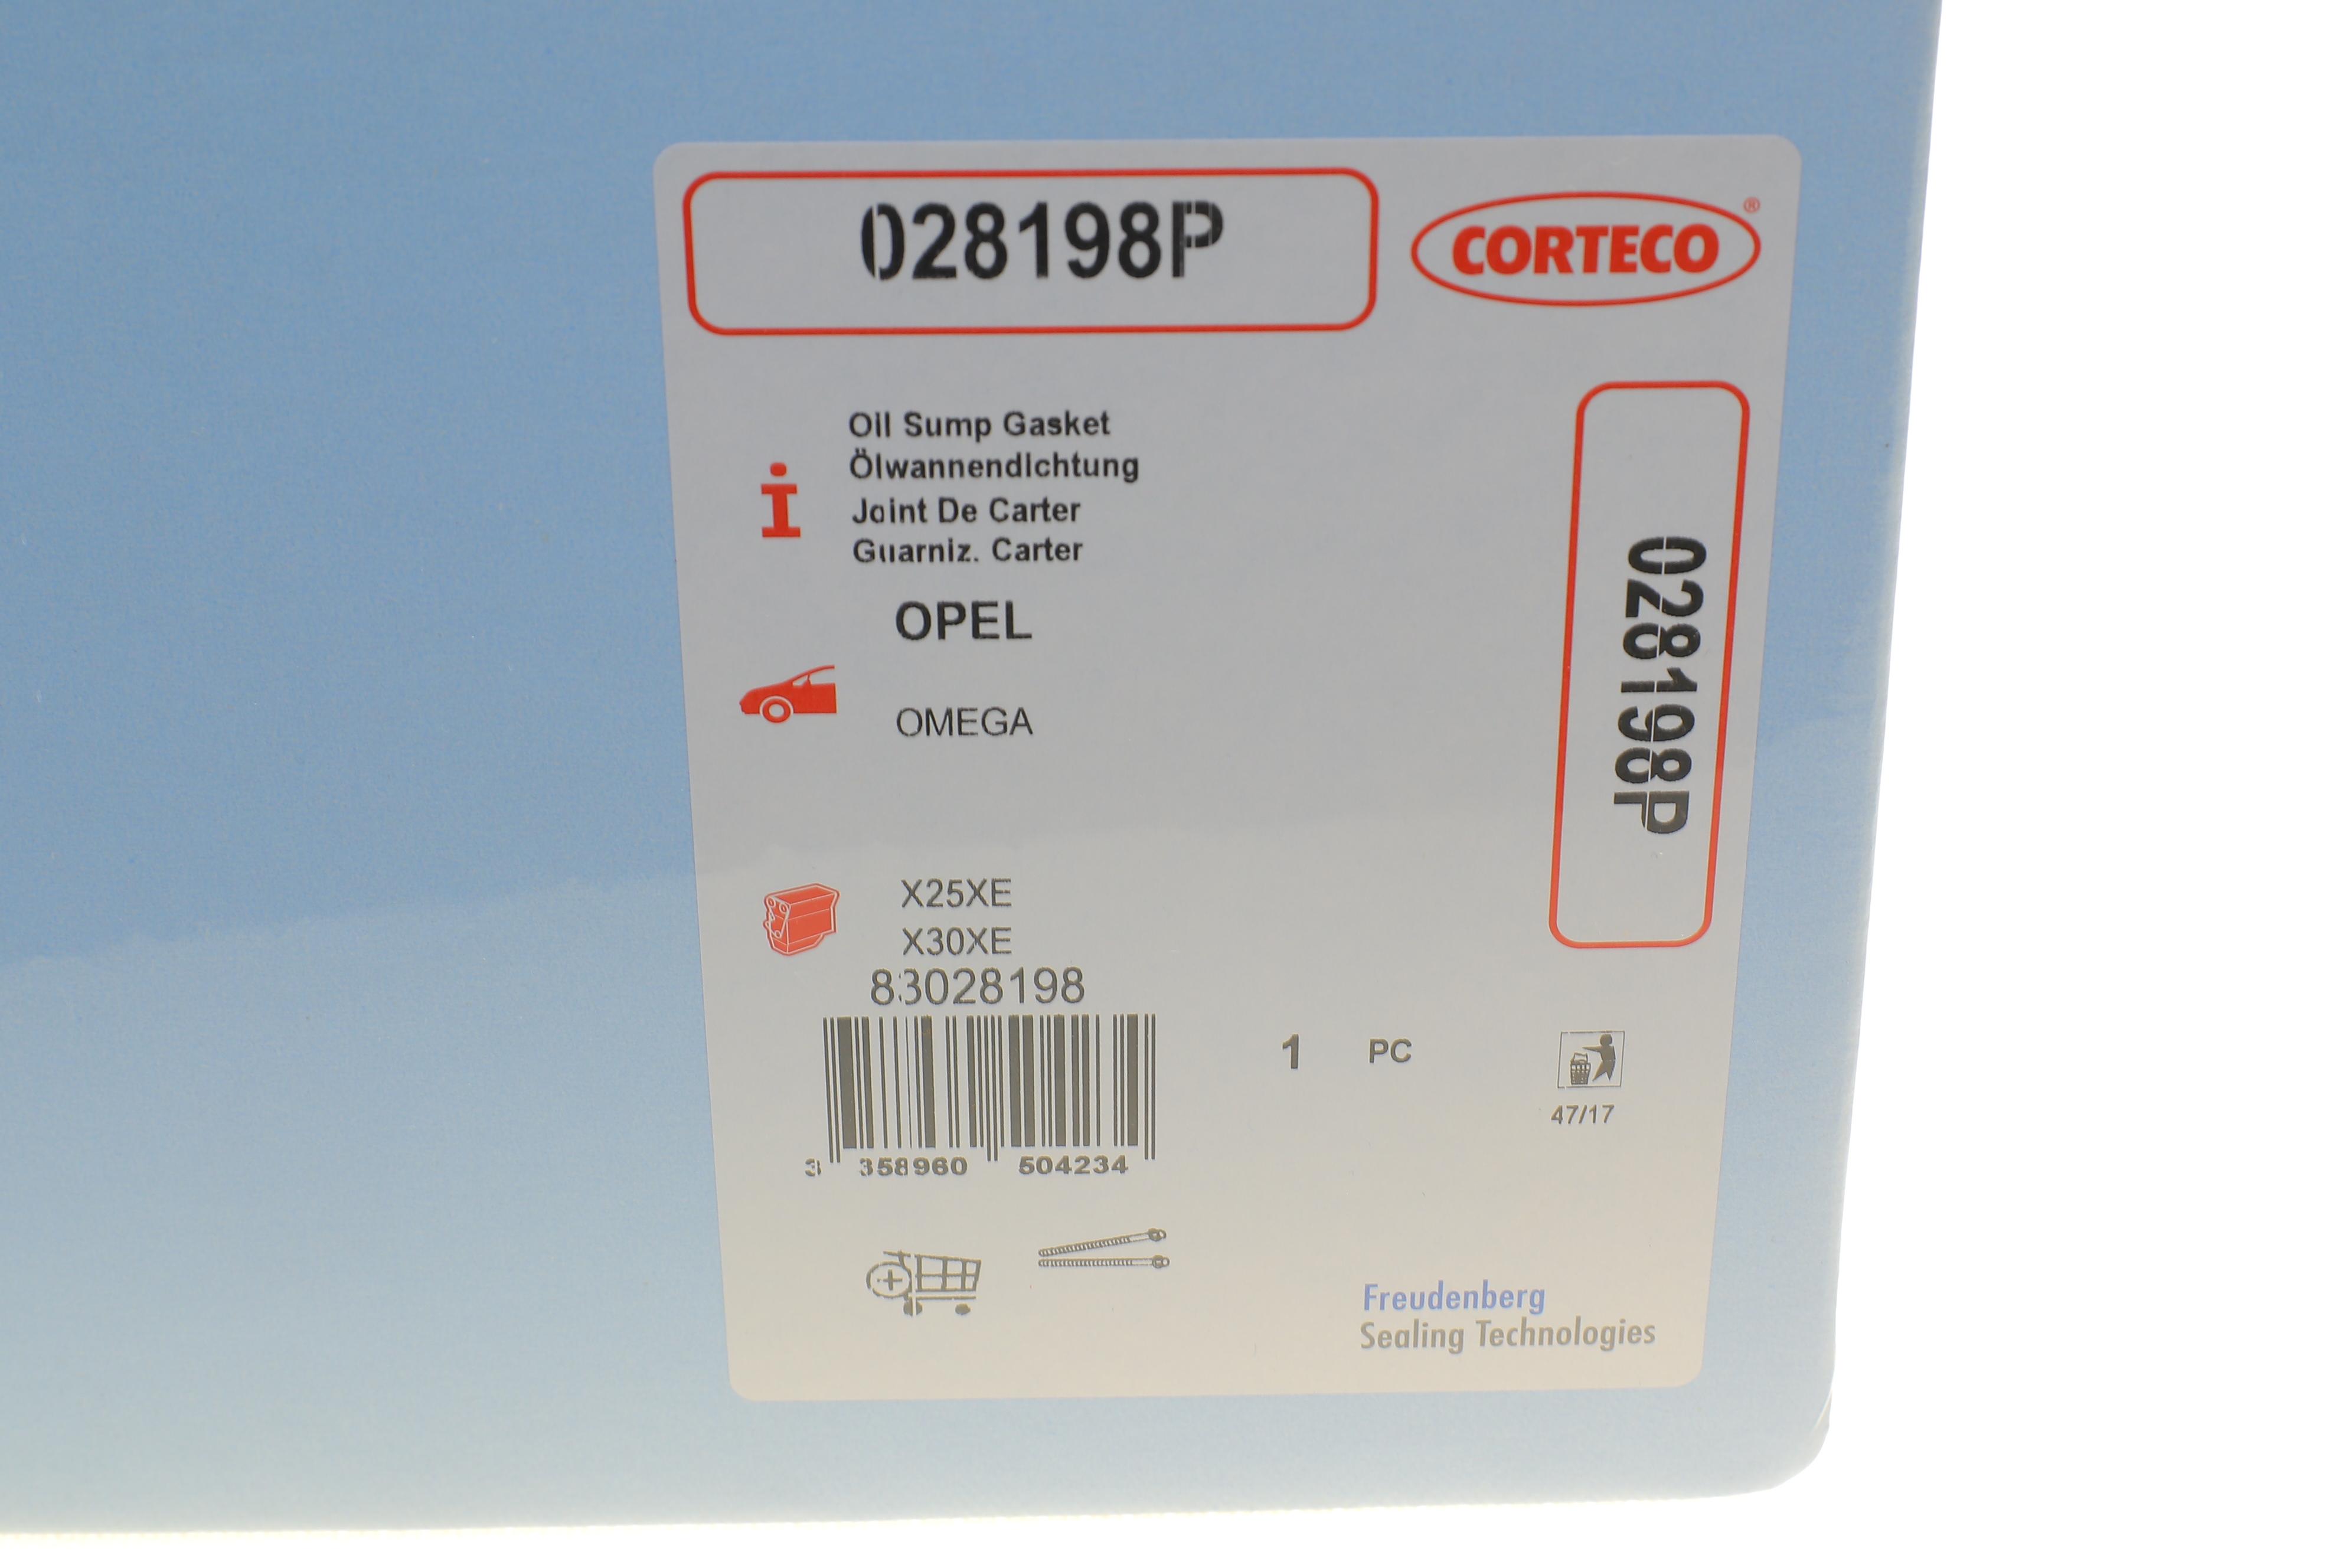 028198P
CORTECO®
Oil Sump Gasket
Ölwannendichtung
Joint De Carter
Guarniz. Carter
OPEL
OMEGA
028198P
X25XE
X30XE
83028198
1 PC
47/17
3 358960 504234
Freudenberg
Sealing Technologies